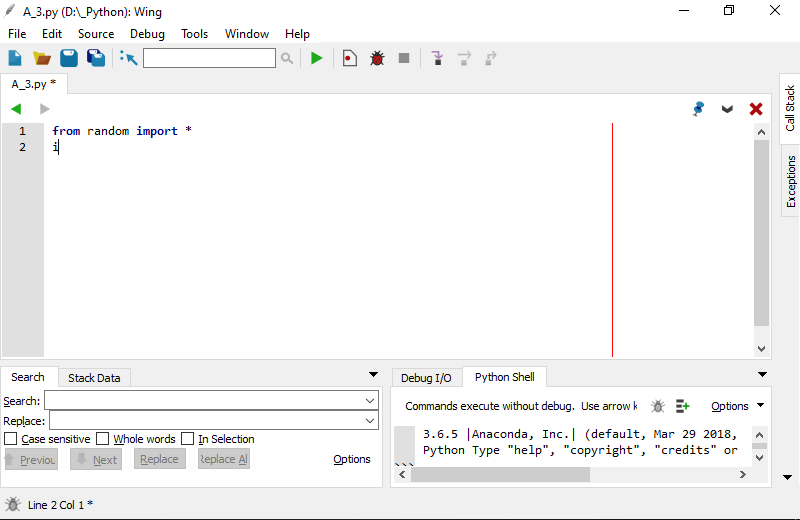 A_3.py (D:\_Python): Wing
File Edit Source Debug Tools Window Help
A_3.py *
1 from random import *
2 i
Call Stack
Exceptions
Search Stack Data
Search:
Replace:
Case sensitive Whole words In Selection
Previou Next Replace Replace Al
Options
Debug I/O Python Shell
Commands execute without debug. Use arrow k
Options
3.6.5 |Anaconda, Inc.| (default, Mar 29 2018,
Python Type "help", "copyright", "credits" or
Line 2 Col 1 *